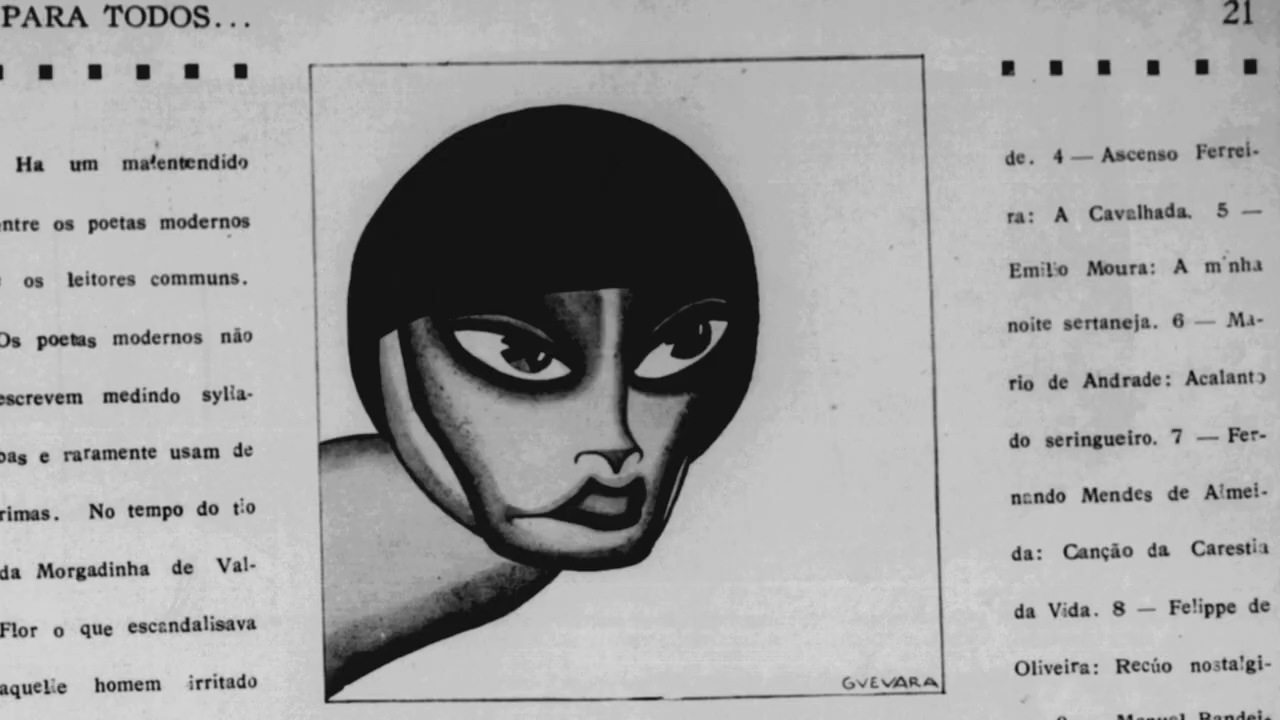 PARA TODOS...
21
Ha um malentendido
entre os poetas modernos
os leitores communs.
Os poetas modernos não
escrevem medindo sylla-
bas e raramente usam de
rimas. No tempo do tio
da Morgadinha de Val-
Flor o que escandalisava
aquelle homem irritado
GVEVARA
de. 4 — Ascenso Ferrei-
ra: A Cavalhada. 5 —
Emilio Moura: A minha
noite sertaneja. 6 — Ma-
rio de Andrade: Acalanto
do seringueiro. 7 — Fer-
nando Mendes de Almei-
da: Canção da Carestia
da Vida. 8 — Felippe de
Oliveira: Recúo nostalgi-
Manuel Bandei-